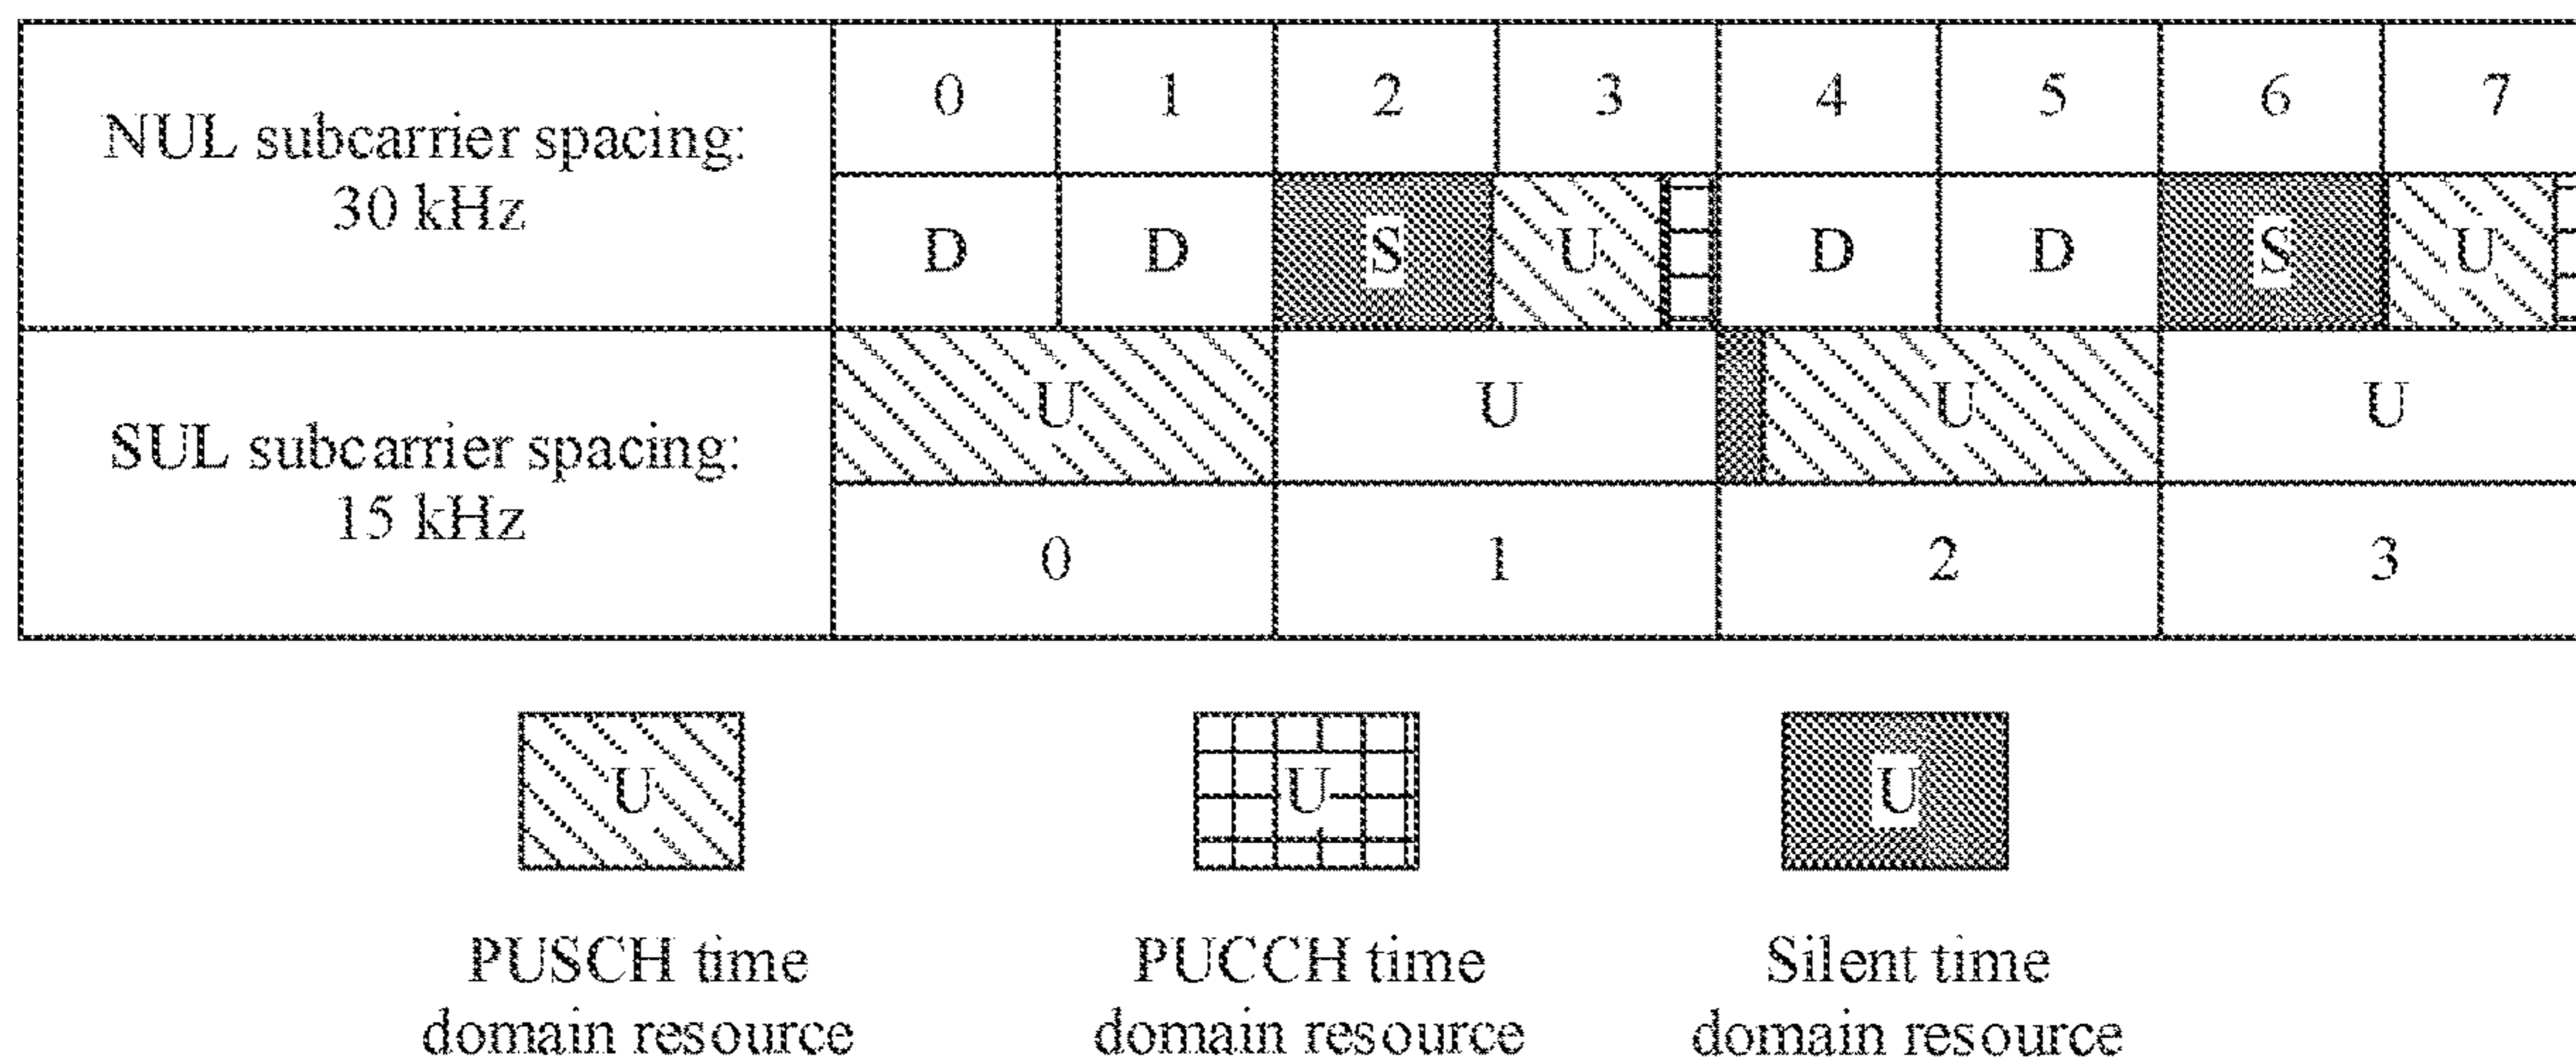 NUL subcarrier spacing:
30 kHz
0 1 2 3 4 5 6 7
D D S U D D S U
SUL subcarrier spacing:
15 kHz
U U U U
0 1 2 3
U U U
PUSCH time
domain resource
PUCCH time
domain resource
Silent time
domain resource